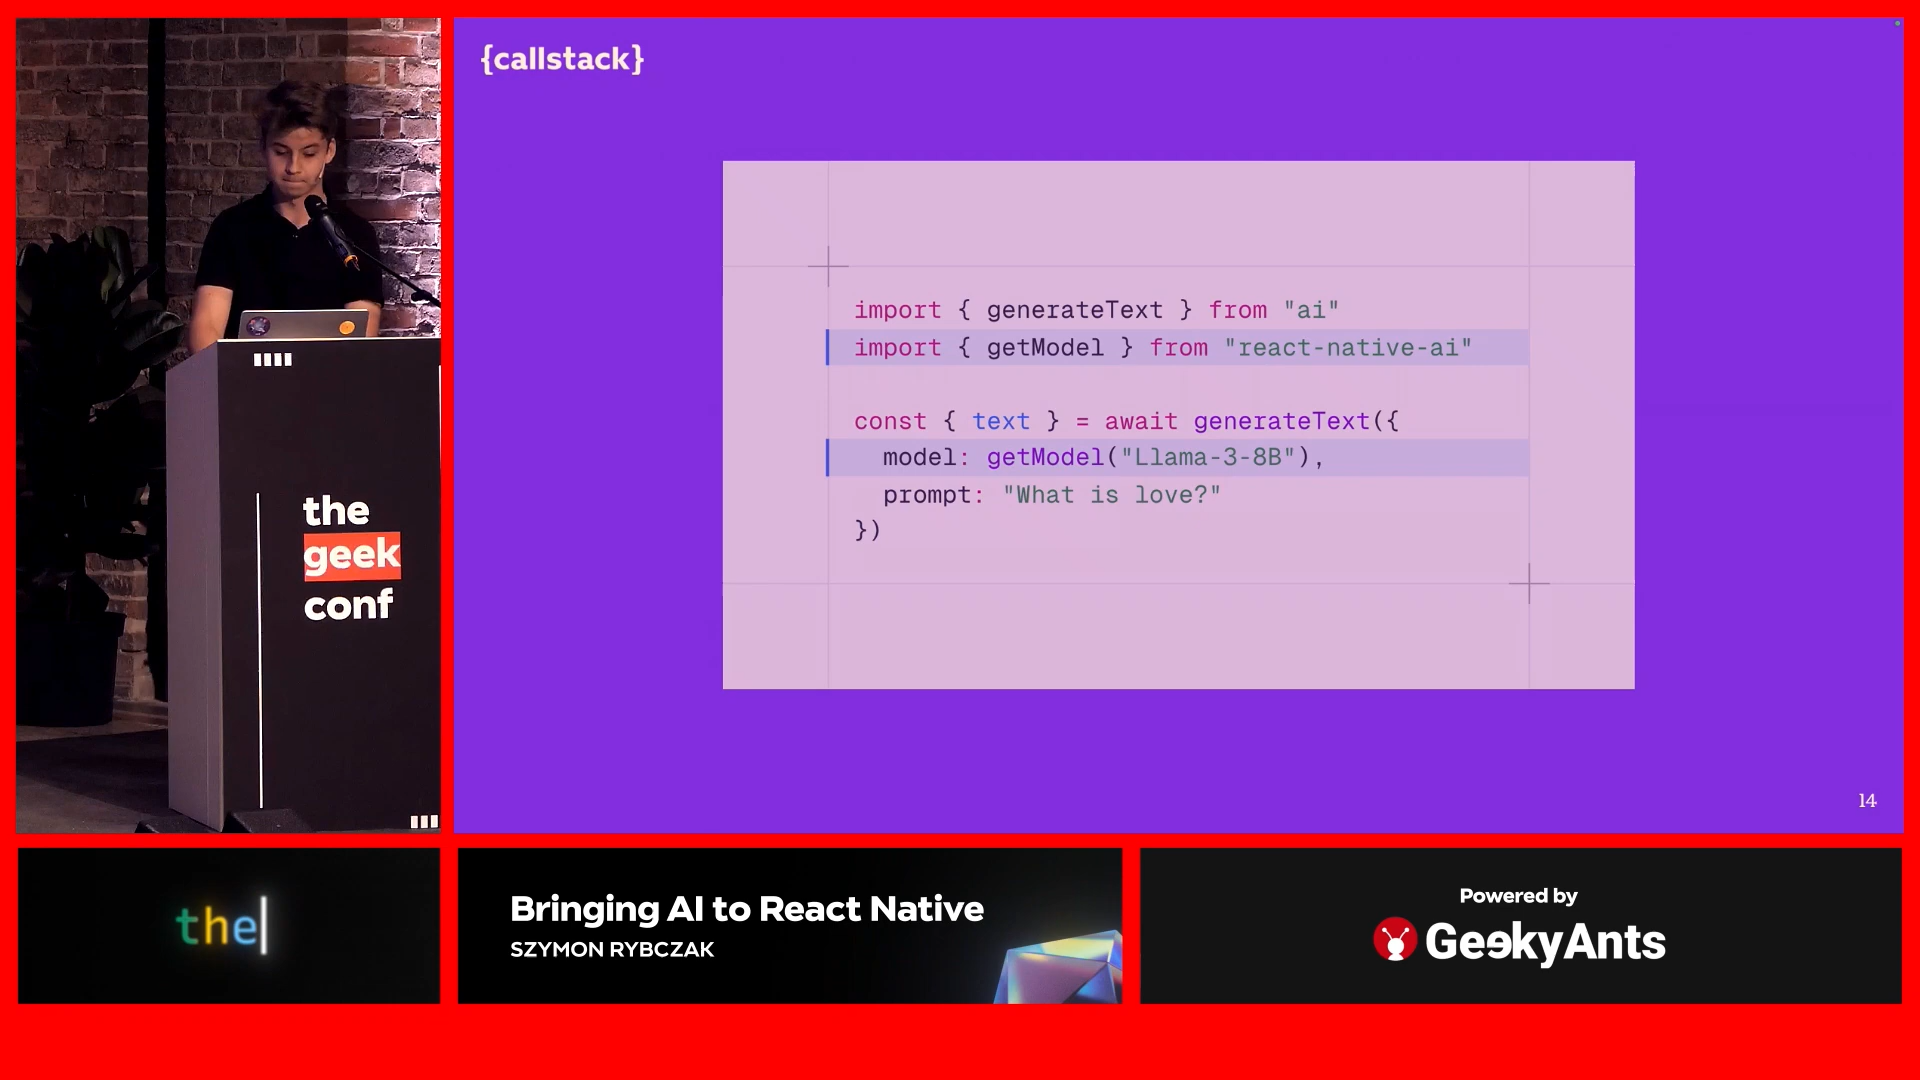 {callstack}
import { generateText } from "ai"
import { getModel } from "react-native-ai"
const { text } = await generateText({
model: getModel("Llama-3-8B"),
prompt: "What is love?"
})
14
the
geek
conf
the
Bringing AI to React Native
SZYMON RYBCZAK
Powered by
GeekyAnts